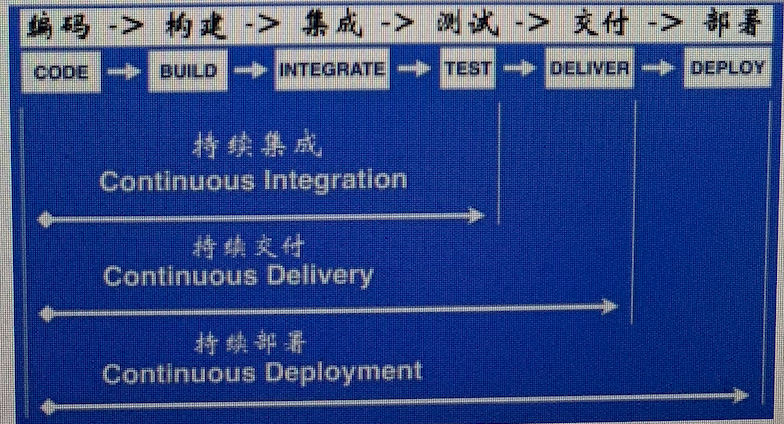 编码 -> 构建 -> 集成 -> 测试 -> 交付 -> 部署
CODE BUILD INTEGRATE TEST DELIVER DEPLOY
持续集成
Continuous Integration
持续交付
Continuous Delivery
持续部署
Continuous Deployment